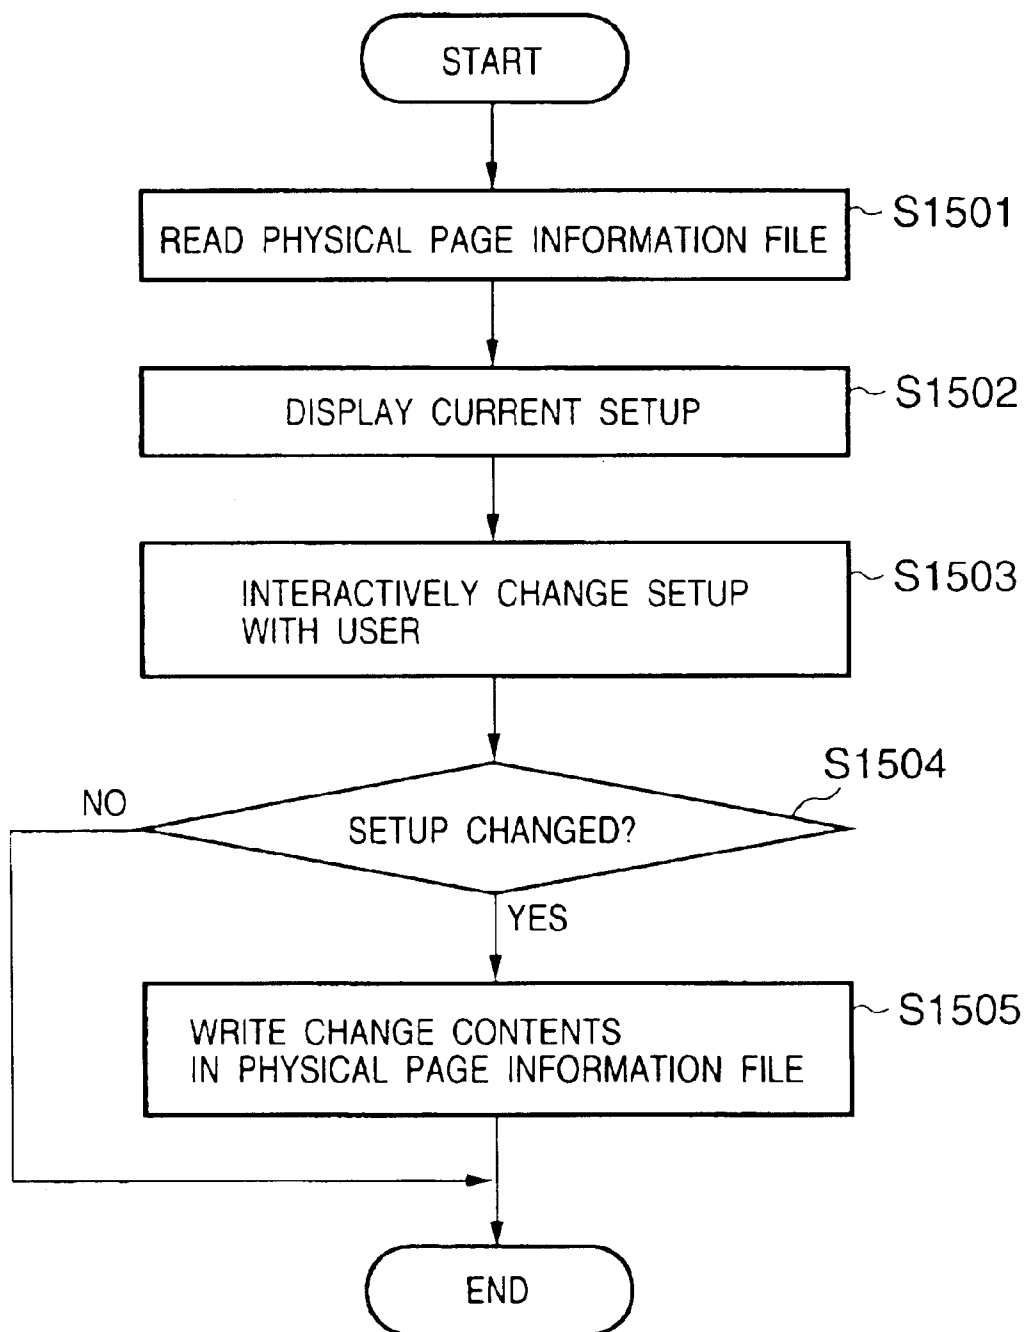 START
S1501
READ PHYSICAL PAGE INFORMATION FILE
S1502
DISPLAY CURRENT SETUP
S1503
INTERACTIVELY CHANGE SETUP
WITH USER
S1504
NO
SETUP CHANGED?
YES
S1505
WRITE CHANGE CONTENTS
IN PHYSICAL PAGE INFORMATION FILE
END